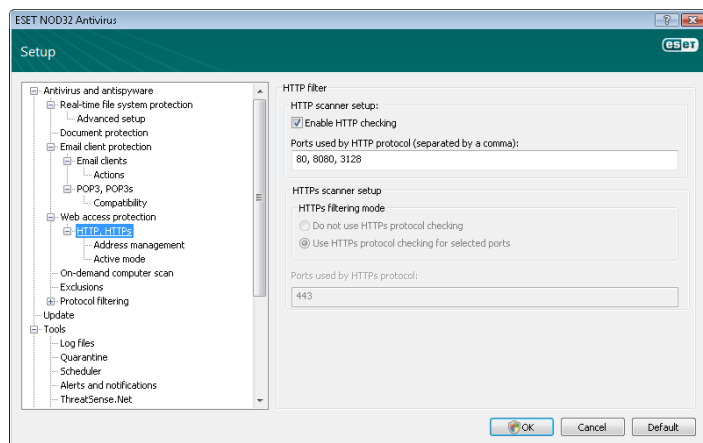 ESET NOD32 Antivirus
Setup
eset
Antivirus and antispyware
Real-time file system protection
Advanced setup
Document protection
Email client protection
Email clients
Actions
POP3, POP3s
Compatibility
Web access protection
HTTP, HTTPs
Address management
Active mode
On-demand computer scan
Exclusions
Protocol filtering
Update
Tools
Log files
Quarantine
Scheduler
Alerts and notifications
ThreatSense.Net
HTTP filter
HTTP scanner setup:
Enable HTTP checking
Ports used by HTTP protocol (separated by a comma):
80, 8080, 3128
HTTPs scanner setup
HTTPs filtering mode
Do not use HTTPs protocol checking
Use HTTPs protocol checking for selected ports
Ports used by HTTPs protocol:
443
OK
Cancel
Default